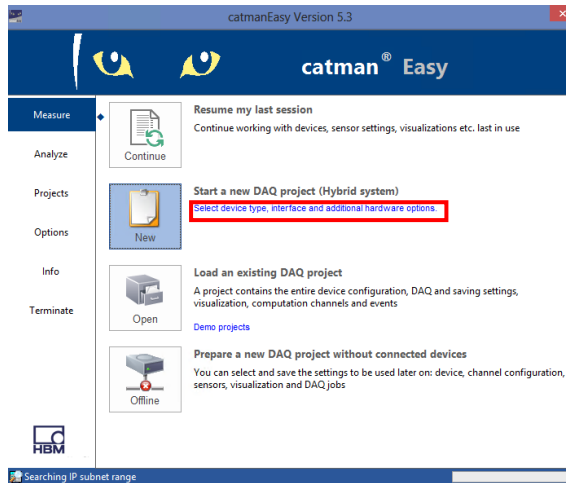 catmanEasy Version 5.3
catman® Easy
Measure
Analyze
Projects
Options
Info
Terminate
HBM
Continue
Resume my last session
Continue working with devices, sensor settings, visualizations etc. last in use
New
Start a new DAQ project (Hybrid system)
Select device type, interface and additional hardware options.
Open
Load an existing DAQ project
A project contains the entire device configuration, DAQ and saving settings,
visualization, computation channels and events
Demo projects
Offline
Prepare a new DAQ project without connected devices
You can select and save the settings to be used later on: device, channel configuration,
sensors, visualization and DAQ jobs
Searching IP subnet range